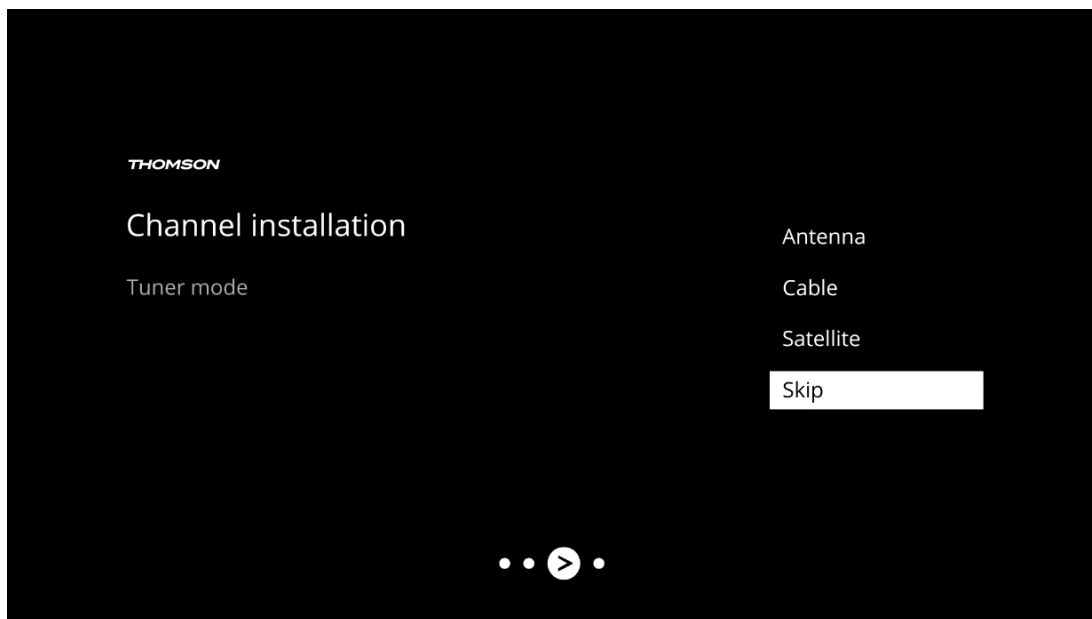 THOMSON
Channel installation
Tuner mode
Antenna
Cable
Satellite
Skip